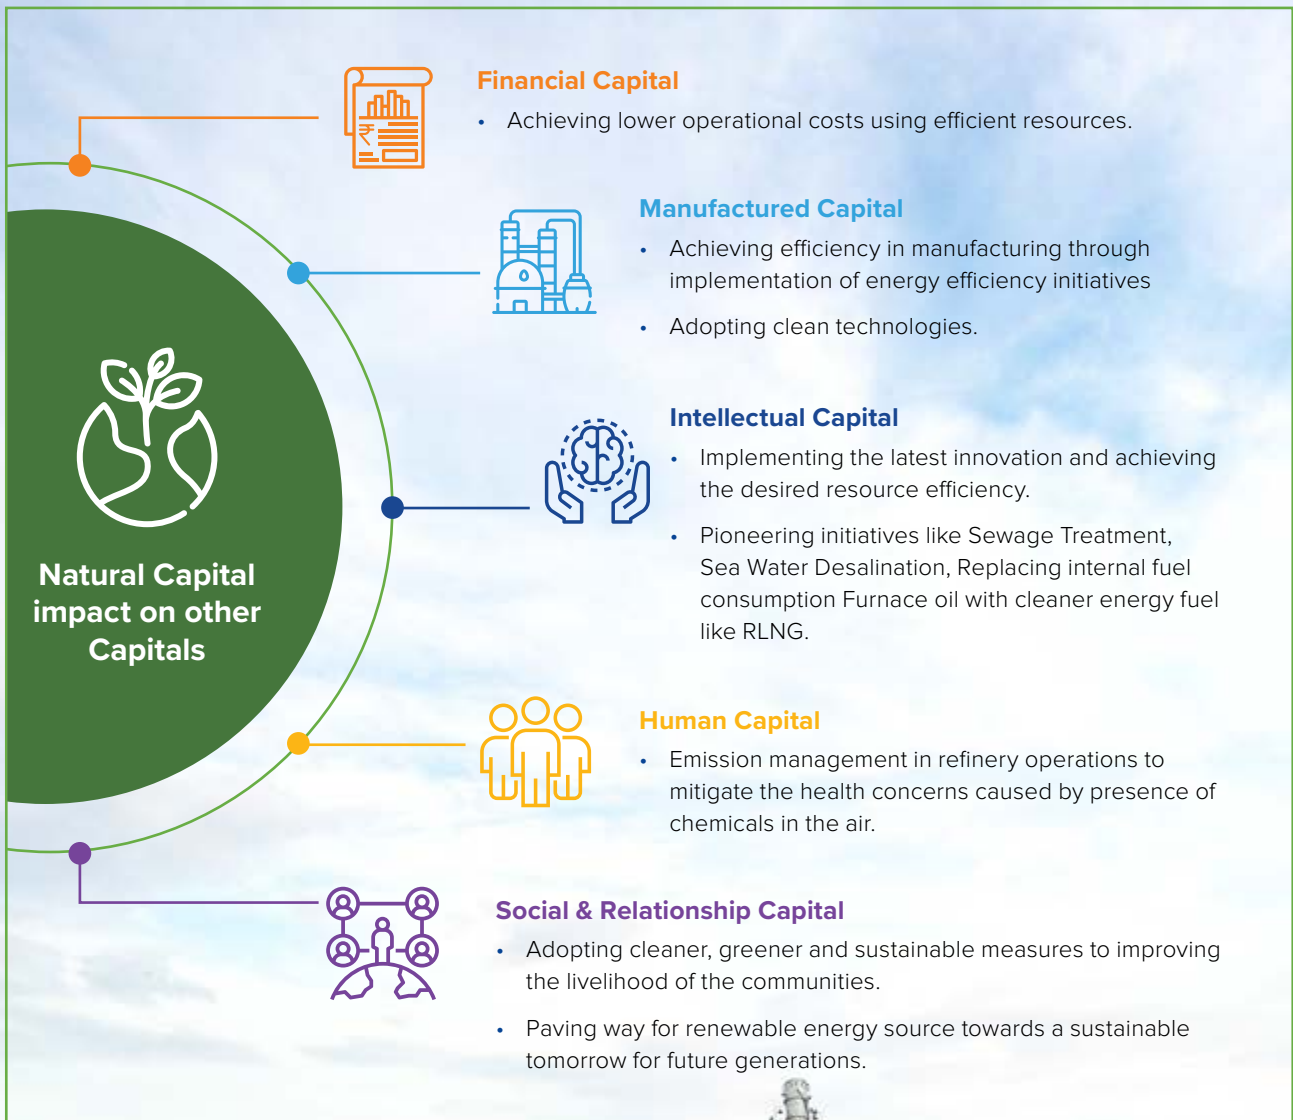 Financial Capital
• Achieving lower operational costs using efficient resources.
Manufactured Capital
• Achieving efficiency in manufacturing through
implementation of energy efficiency initiatives
• Adopting clean technologies.
Intellectual Capital
• Implementing the latest innovation and achieving
the desired resource efficiency.
• Pioneering initiatives like Sewage Treatment,
Sea Water Desalination, Replacing internal fuel
consumption Furnace oil with cleaner energy fuel
like RLNG.
Natural Capital
impact on other
Capitals
Human Capital
• Emission management in refinery operations to
mitigate the health concerns caused by presence of
chemicals in the air.
Social & Relationship Capital
• Adopting cleaner, greener and sustainable measures to improving
the livelihood of the communities.
• Paving way for renewable energy source towards a sustainable
tomorrow for future generations.